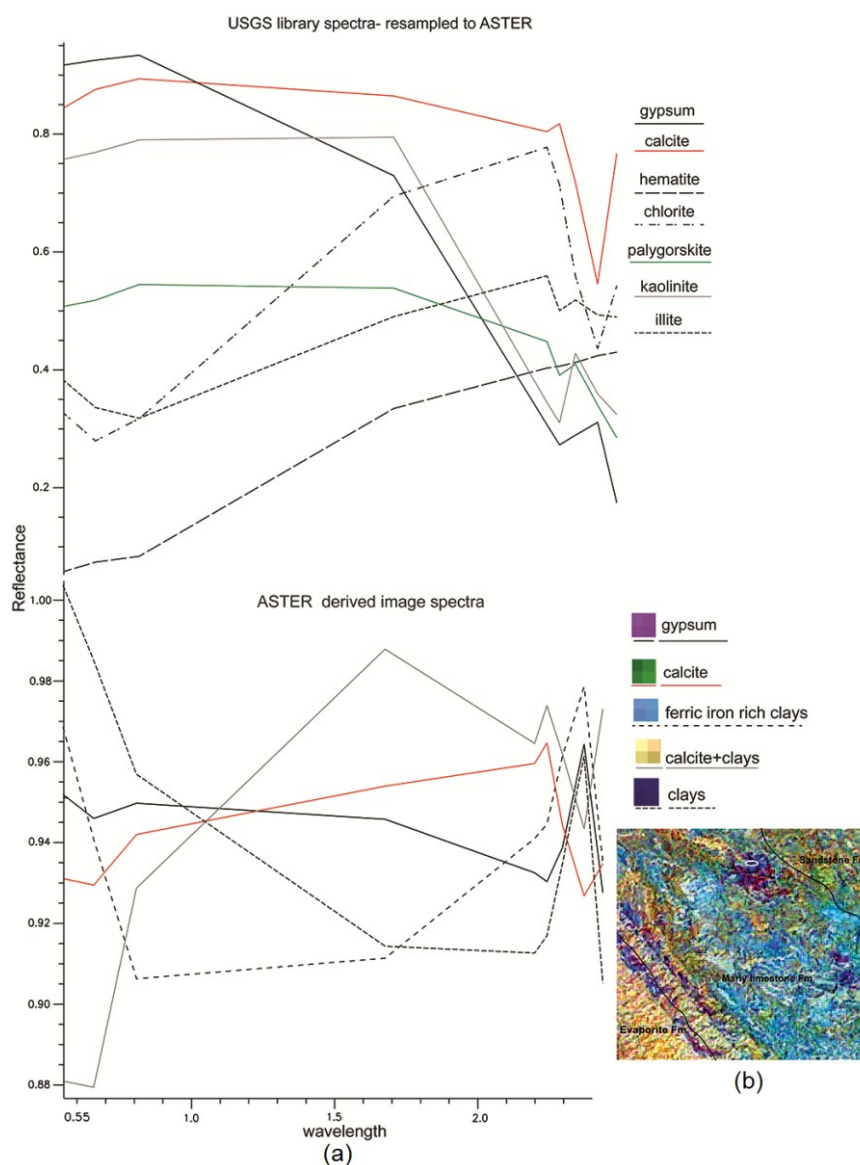 USGS library spectra- resampled to ASTER
gypsum
calcite
hematite
chlorite
palygorskite
kaolinite
illite
0.8
0.6
0.4
0.2
Reflectance
ASTER derived image spectra
1.00
0.98
0.96
0.94
0.92
0.90
0.88
0.55
1.0
2.0
wavelength
(a)
gypsum
calcite
ferric iron rich clays
calcite+clays
clays
Sandstone Fm
Marly limestone Fm
Evaporite Fm
(b)